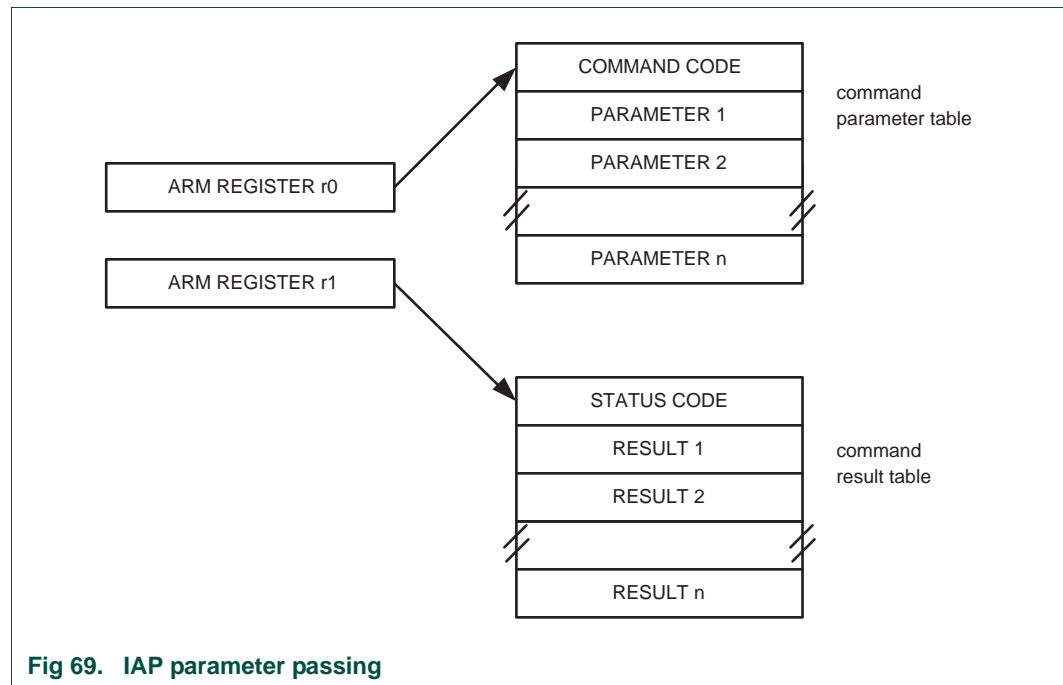 COMMAND CODE
PARAMETER 1
PARAMETER 2
PARAMETER n
command
parameter table
ARM REGISTER r0
ARM REGISTER r1
STATUS CODE
RESULT 1
RESULT 2
RESULT n
command
result table
Fig 69. IAP parameter passing